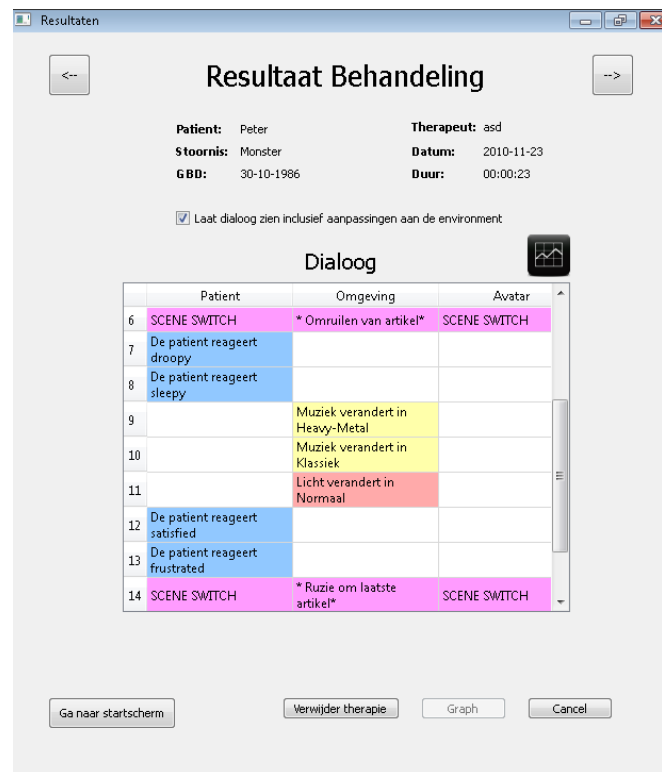 Resultaten
<--
Resultaat Behandeling
-->
Patient: Peter
Therapeut: asd
Stoornis: Monster
Datum: 2010-11-23
GBD: 30-10-1986
Duur: 00:00:23
Laat dialoog zien inclusief aanpassingen aan de environment
Dialoog
Patient Omgeving Avatar
6 SCENE SWITCH * Omruilen van artikel* SCENE SWITCH
7 De patient reageert
droopy
8 De patient reageert
sleepy
9 Muziek verandert in
Heavy-Metal
10 Muziek verandert in
Klassiek
11 Licht verandert in
Normaal
12 De patient reageert
satisfied
13 De patient reageert
frustrated
14 SCENE SWITCH * Ruzie om laatste
artikel* SCENE SWITCH
Ga naar startscherm
Verwijder therapie
Graph
Cancel